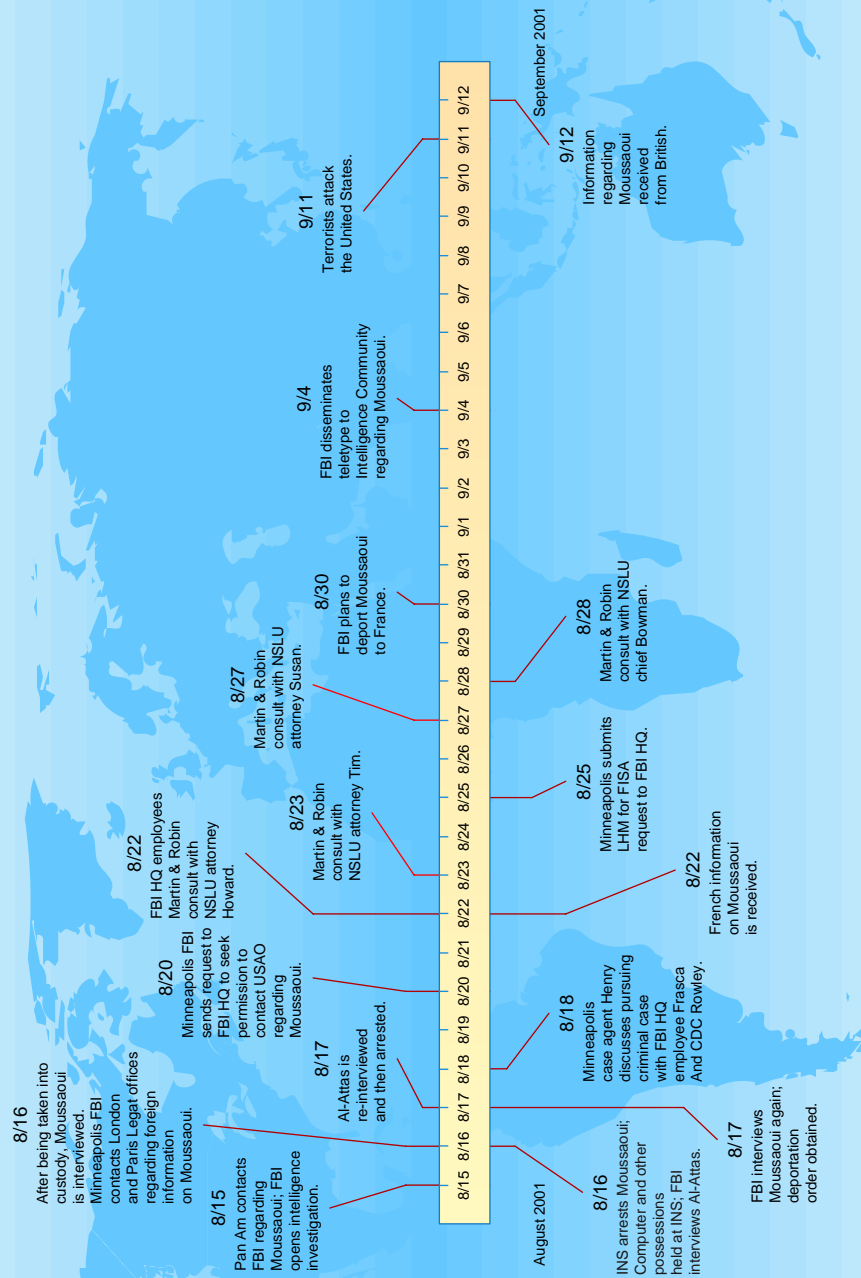 8/16
After being taken into
custody, Moussaoui
is interviewed.
Minneapolis FBI
contacts London
and Paris Legat offices
regarding foreign
information
on Moussaoui.
8/15
Pan Am contacts
FBI regarding
Moussaoui; FBI
opens intelligence
investigation.
8/17
Al-Attas is
re-interviewed
and then arrested.
8/20
Minneapolis FBI
sends request to
FBI HQ to seek
permission to
contact USAO
regarding
Moussaoui.
8/22
FBI HQ employees
Martin & Robin
consult with
NSLU attorney
Howard.
8/23
Martin & Robin
consult with
NSLU attorney Tim.
8/27
Martin & Robin
consult with NSLU
attorney Susan.
8/30
FBI plans to
deport Moussaoui
to France.
9/4
FBI disseminates
teletype to
Intelligence Community
regarding Moussaoui.
9/11
Terrorists attack
the United States.
8/15 8/16 8/17 8/18 8/19 8/20 8/21 8/22 8/23 8/24 8/25 8/26 8/27 8/28 8/29 8/30 8/31 9/1 9/2 9/3 9/4 9/5 9/6 9/7 9/8 9/9 9/10 9/11 9/12
August 2001
September 2001
8/16
INS arrests Moussaoui;
Computer and other
possessions
held at INS; FBI
interviews Al-Attas.
8/17
FBI interviews
Moussaoui again;
deportation
order obtained.
8/18
Minneapolis
case agent Henry
discusses pursuing
criminal case
with FBI HQ
employee Frasca
And CDC Rowley.
8/22
French information
on Moussaoui
is received.
8/25
Minneapolis submits
LHM for FISA
request to FBI HQ.
8/28
Martin & Robin
consult with NSLU
chief Bowman.
9/12
Information
regarding
Moussaoui
received
from British.